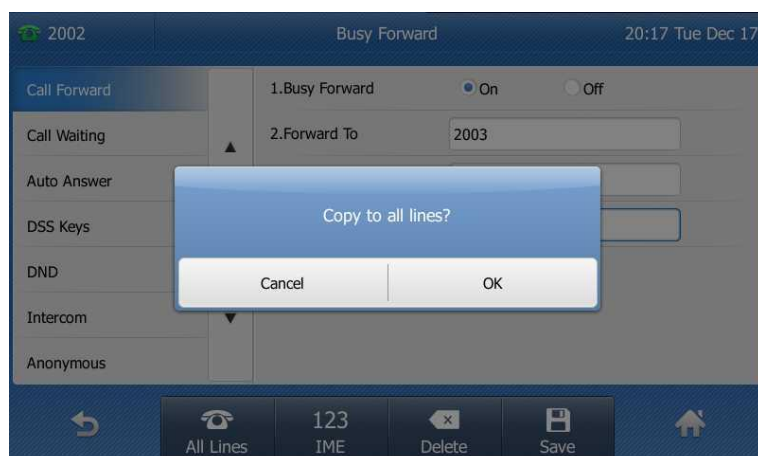 2002 Busy Forward 20:17 Tue Dec 17
Call Forward 1.Busy Forward On Off
Call Waiting 2.Forward To 2003
Auto Answer
Copy to all lines?
DSS Keys
DND Cancel OK
Intercom
Anonymous
123
All Lines IME Delete Save